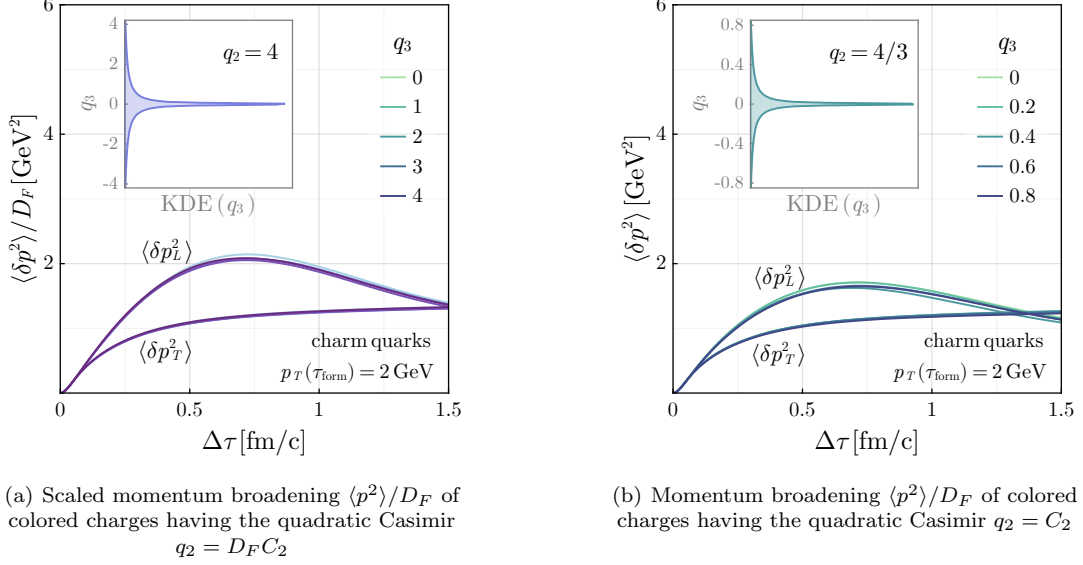 6
4
2
0
0.5
1
1.5
⟨δp²⟩/D_F [GeV²]
Δτ [fm/c]
4
2
0
-2
-4
q₃
KDE (q₃)
q₂ = 4
q₃
0
1
2
3
4
⟨δp²_L⟩
⟨δp²_T⟩
charm quarks
p_T(τ_form) = 2 GeV
(a) Scaled momentum broadening ⟨p²⟩/D_F of
colored charges having the quadratic Casimir
q₂ = D_F C₂
6
4
2
0
0.5
1
1.5
⟨δp²⟩ [GeV²]
Δτ [fm/c]
0.8
0.4
0
-0.4
-0.8
q₃
KDE (q₃)
q₂ = 4/3
q₃
0
0.2
0.4
0.6
0.8
⟨δp²_L⟩
⟨δp²_T⟩
charm quarks
p_T(τ_form) = 2 GeV
(b) Momentum broadening ⟨p²⟩/D_F of colored
charges having the quadratic Casimir q₂ = C₂